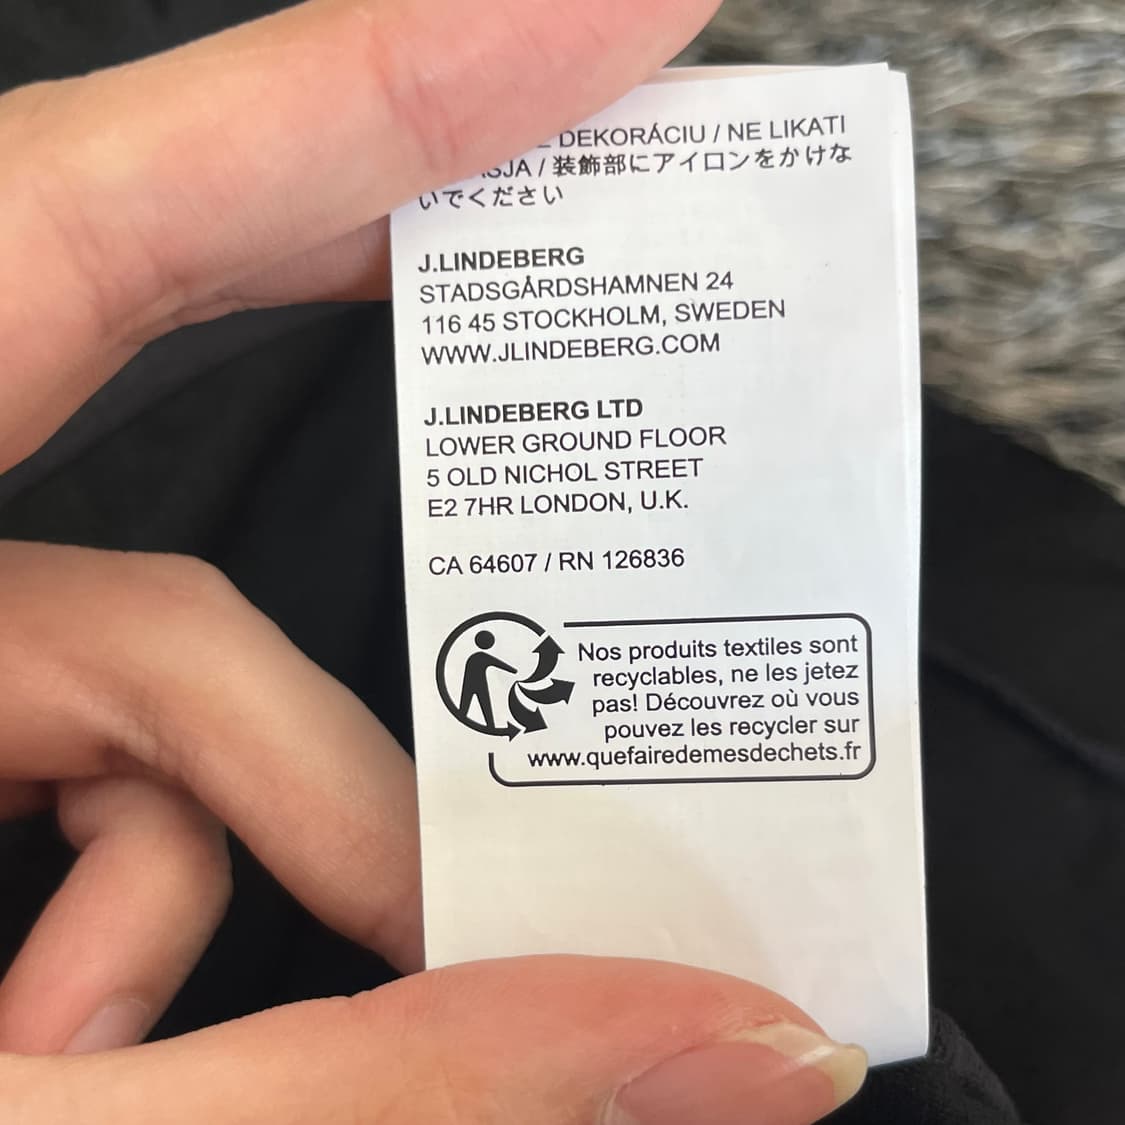 DEKORÁCIU / NE LIKATI
/ 装飾部にアイロンをかけな
いでください
J.LINDEBERG
STADSGÅRDSHAMNEN 24
116 45 STOCKHOLM, SWEDEN
WWW.JLINDEBERG.COM
J.LINDEBERG LTD
LOWER GROUND FLOOR
5 OLD NICHOL STREET
E2 7HR LONDON, U.K.
CA 64607 / RN 126836
Nos produits textiles sont
recyclables, ne les jetez
pas! Découvrez où vous
pouvez les recycler sur
www.quefairedemesdechets.fr